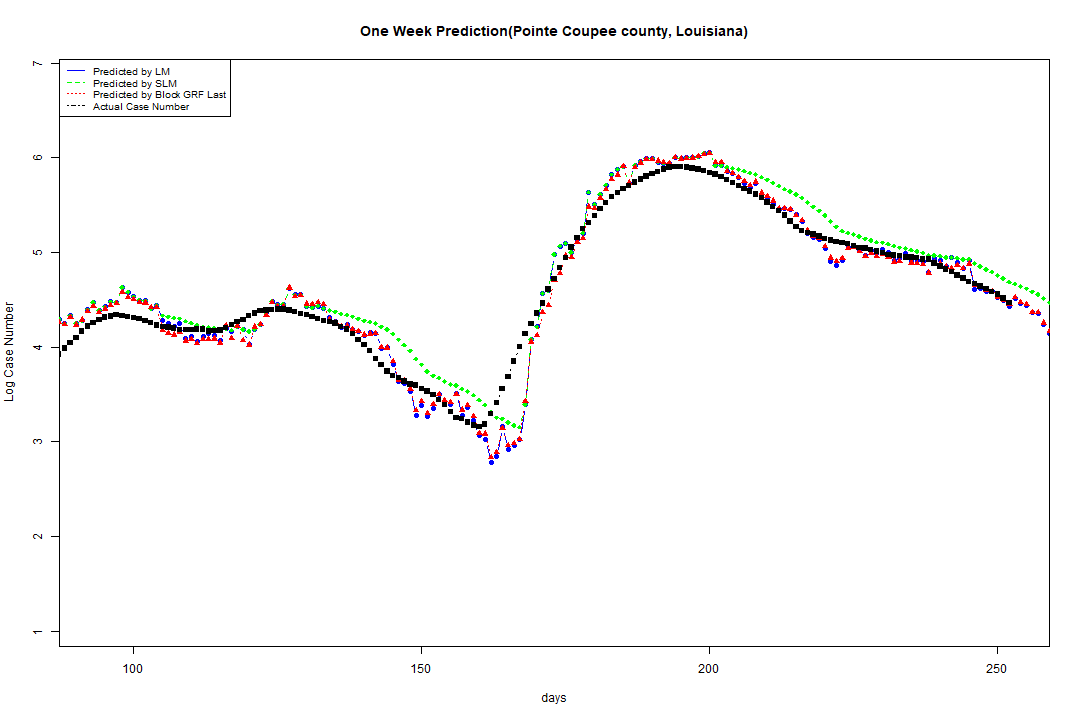 One Week Prediction(Pointe Coupee county, Louisiana)
Predicted by LM
Predicted by SLM
Predicted by Block GRF Last
Actual Case Number
7
6
5
4
3
2
1
Log Case Number
100 150 200 250
days